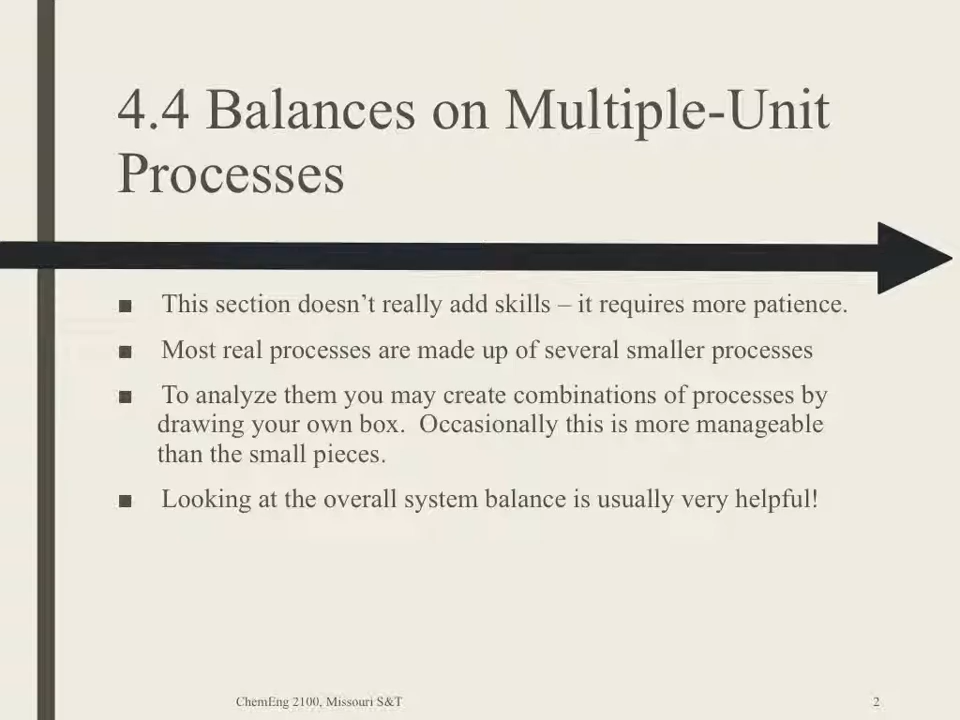 4.4 Balances on Multiple-Unit
Processes
■ This section doesn’t really add skills – it requires more patience.
■ Most real processes are made up of several smaller processes
■ To analyze them you may create combinations of processes by
drawing your own box.  Occasionally this is more manageable
than the small pieces.
■ Looking at the overall system balance is usually very helpful!
ChemEng 2100, Missouri S&T
2